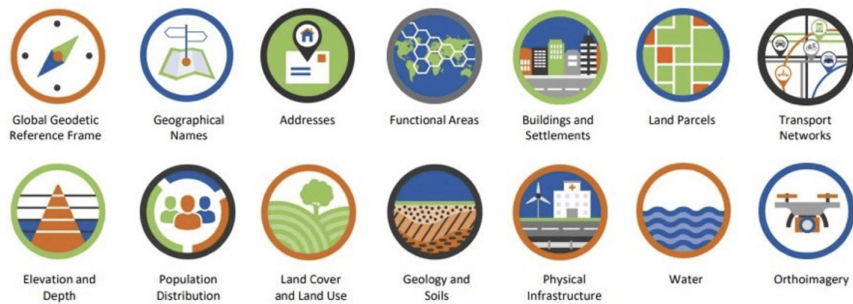 Global Geodetic
Reference Frame
Geographical
Names
Addresses
Functional Areas
Buildings and
Settlements
Land Parcels
Transport
Networks
Elevation and
Depth
Population
Distribution
Land Cover
and Land Use
Geology and
Soils
Physical
Infrastructure
Water
Orthoimagery